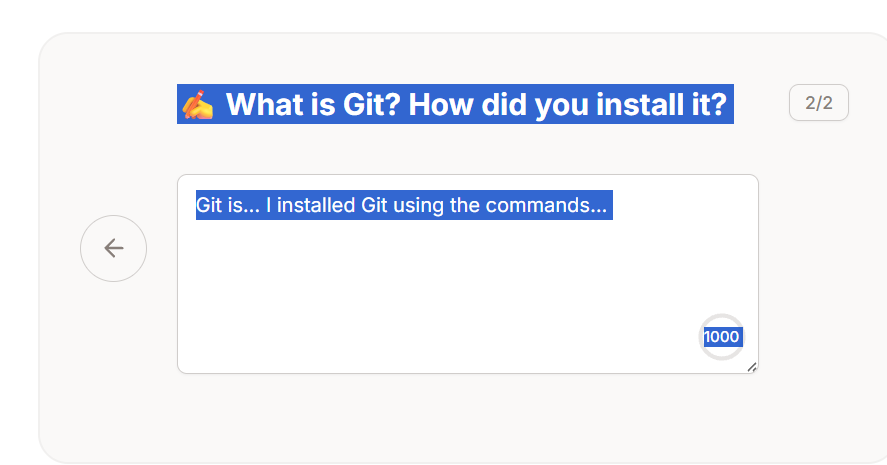 ✍️ What is Git? How did you install it?
2/2
Git is... I installed Git using the commands...
1000